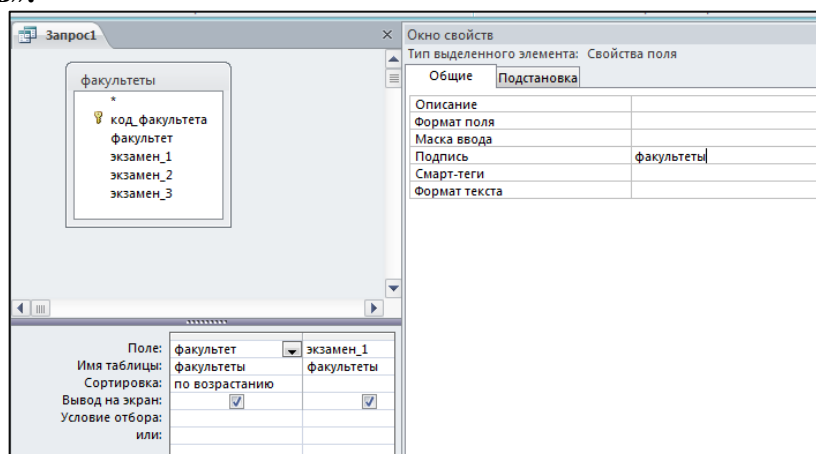 Запрос1
×
факультеты
*
код_факультета
факультет
экзамен_1
экзамен_2
экзамен_3
Окно свойств
Тип выделенного элемента: Свойства поля
Общие Подстановка
Описание
Формат поля
Маска ввода
Подпись факультеты
Смарт-теги
Формат текста
Поле: факультет экзамен_1
Имя таблицы: факультеты факультеты
Сортировка: по возрастанию
Вывод на экран:
Условие отбора:
или: